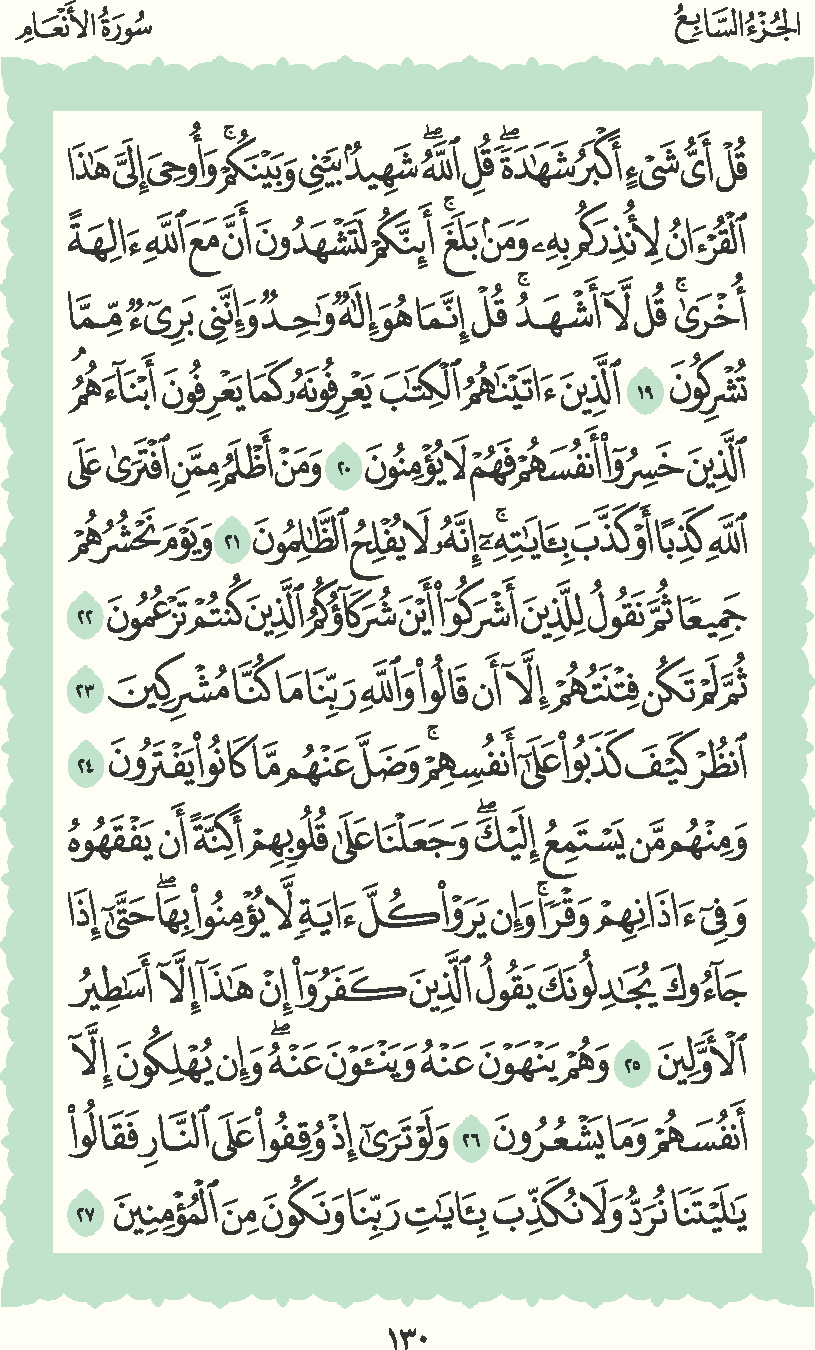 الجُزْءُ السَّابِعُ
سُورَةُ الأَنْعَامِ
قُلْ أَىُّ شَىْءٍ أَكْبَرُ شَهَٰدَةً ۖ قُلِ ٱللَّهُ ۖ شَهِيدٌۢ بَيْنِى وَبَيْنَكُمْ ۚ وَأُوحِىَ إِلَىَّ هَٰذَا
ٱلْقُرْءَانُ لِأُنذِرَكُم بِهِۦ وَمَنۢ بَلَغَ ۚ أَئِنَّكُمْ لَتَشْهَدُونَ أَنَّ مَعَ ٱللَّهِ ءَالِهَةً
أُخْرَىٰ ۚ قُل لَّآ أَشْهَدُ ۚ قُلْ إِنَّمَا هُوَ إِلَٰهٌ وَٰحِدٌ وَإِنَّنِى بَرِىٓءٌ مِّمَّا
تُشْرِكُونَ ١٩ ٱلَّذِينَ ءَاتَيْنَٰهُمُ ٱلْكِتَٰبَ يَعْرِفُونَهُۥ كَمَا يَعْرِفُونَ أَبْنَآءَهُمُ
ٱلَّذِينَ خَسِرُوٓا۟ أَنفُسَهُمْ فَهُمْ لَا يُؤْمِنُونَ ٢٠ وَمَنْ أَظْلَمُ مِمَّنِ ٱفْتَرَىٰ عَلَى
ٱللَّهِ كَذِبًا أَوْ كَذَّبَ بِـَٔايَٰتِهِۦٓ ۚ إِنَّهُۥ لَا يُفْلِحُ ٱلظَّٰلِمُونَ ٢١ وَيَوْمَ نَحْشُرُهُمْ
جَمِيعًا ثُمَّ نَقُولُ لِلَّذِينَ أَشْرَكُوٓا۟ أَيْنَ شُرَكَآؤُكُمُ ٱلَّذِينَ كُنتُمْ تَزْعُمُونَ ٢٢
ثُمَّ لَمْ تَكُن فِتْنَتُهُمْ إِلَّآ أَن قَالُوا۟ وَٱللَّهِ رَبِّنَا مَا كُنَّا مُشْرِكِينَ ٢٣
ٱنظُرْ كَيْفَ كَذَبُوا۟ عَلَىٰٓ أَنفُسِهِمْ ۚ وَضَلَّ عَنْهُم مَّا كَانُوا۟ يَفْتَرُونَ ٢٤
وَمِنْهُم مَّن يَسْتَمِعُ إِلَيْكَ ۖ وَجَعَلْنَا عَلَىٰ قُلُوبِهِمْ أَكِنَّةً أَن يَفْقَهُوهُ
وَفِىٓ ءَاذَانِهِمْ وَقْرًا ۚ وَإِن يَرَوْا۟ كُلَّ ءَايَةٍ لَّا يُؤْمِنُوا۟ بِهَا ۖ حَتَّىٰٓ إِذَا
جَآءُوكَ يُجَٰدِلُونَكَ يَقُولُ ٱلَّذِينَ كَفَرُوٓا۟ إِنْ هَٰذَآ إِلَّآ أَسَٰطِيرُ
ٱلْأَوَّلِينَ ٢٥ وَهُمْ يَنْهَوْنَ عَنْهُ وَيَنْـَٔوْنَ عَنْهُ ۖ وَإِن يُهْلِكُونَ إِلَّآ
أَنفُسَهُمْ وَمَا يَشْعُرُونَ ٢٦ وَلَوْ تَرَىٰٓ إِذْ وُقِفُوا۟ عَلَى ٱلنَّارِ فَقَالُوا۟
يَٰلَيْتَنَا نُرَدُّ وَلَا نُكَذِّبَ بِـَٔايَٰتِ رَبِّنَا وَنَكُونَ مِنَ ٱلْمُؤْمِنِينَ ٢٧
١٣٠